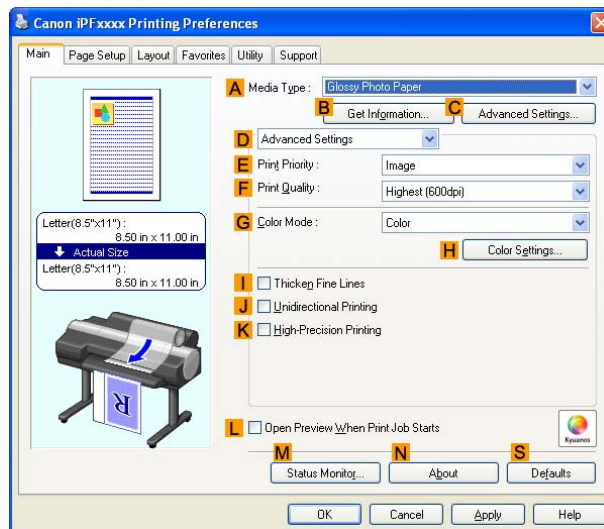 Canon iPFxxxx Printing Preferences
Main Page Setup Layout Favorites Utility Support
A Media Type : Glossy Photo Paper
B C
Get Information... Advanced Settings...
D Advanced Settings
E Print Priority : Image
F Print Quality : Highest (600dpi)
Letter(8.5"x11") :
8.50 in x 11.00 in
Actual Size
Letter(8.5"x11") :
8.50 in x 11.00 in
G Color Mode : Color
H Color Settings...
I Thicken Fine Lines
J Unidirectional Printing
K High-Precision Printing
R
L Open Preview When Print Job Starts
Kyuanos
M N S
Status Monitor... About Defaults
OK Cancel Apply Help